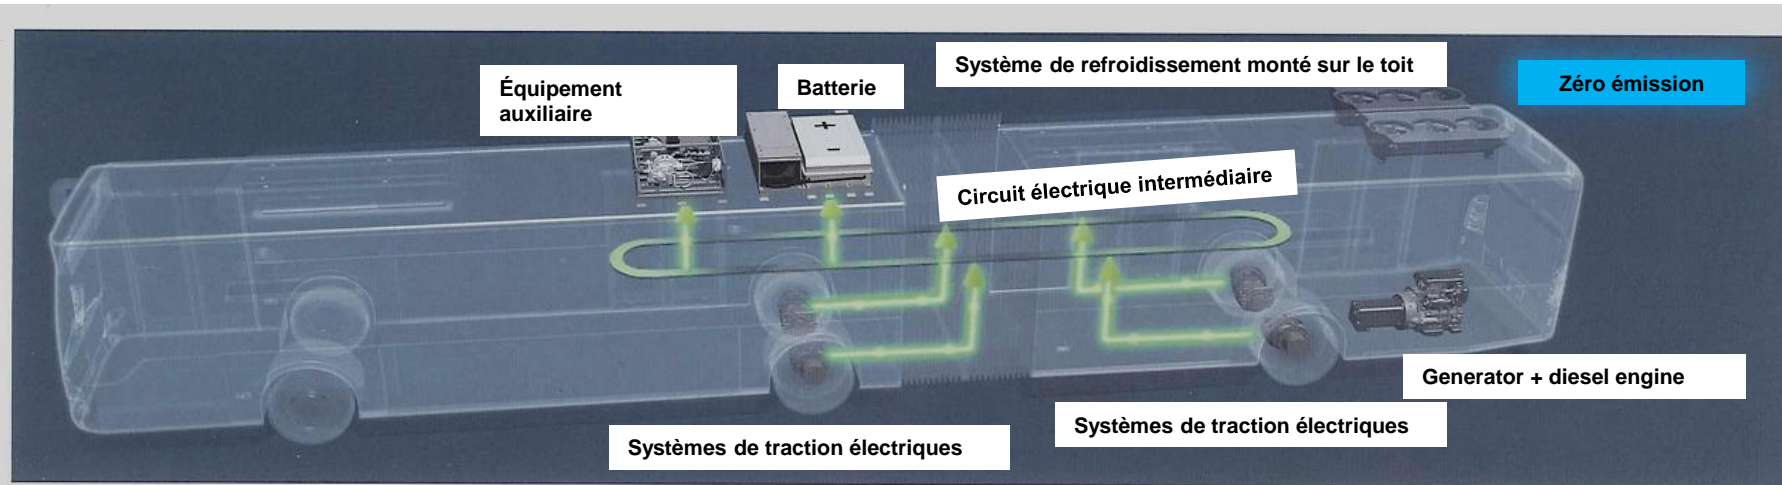 Système de refroidissement monté sur le toit
Zéro émission
Équipement
auxiliaire
Batterie
+
-
Circuit électrique intermédiaire
Generator + diesel engine
Systèmes de traction électriques
Systèmes de traction électriques